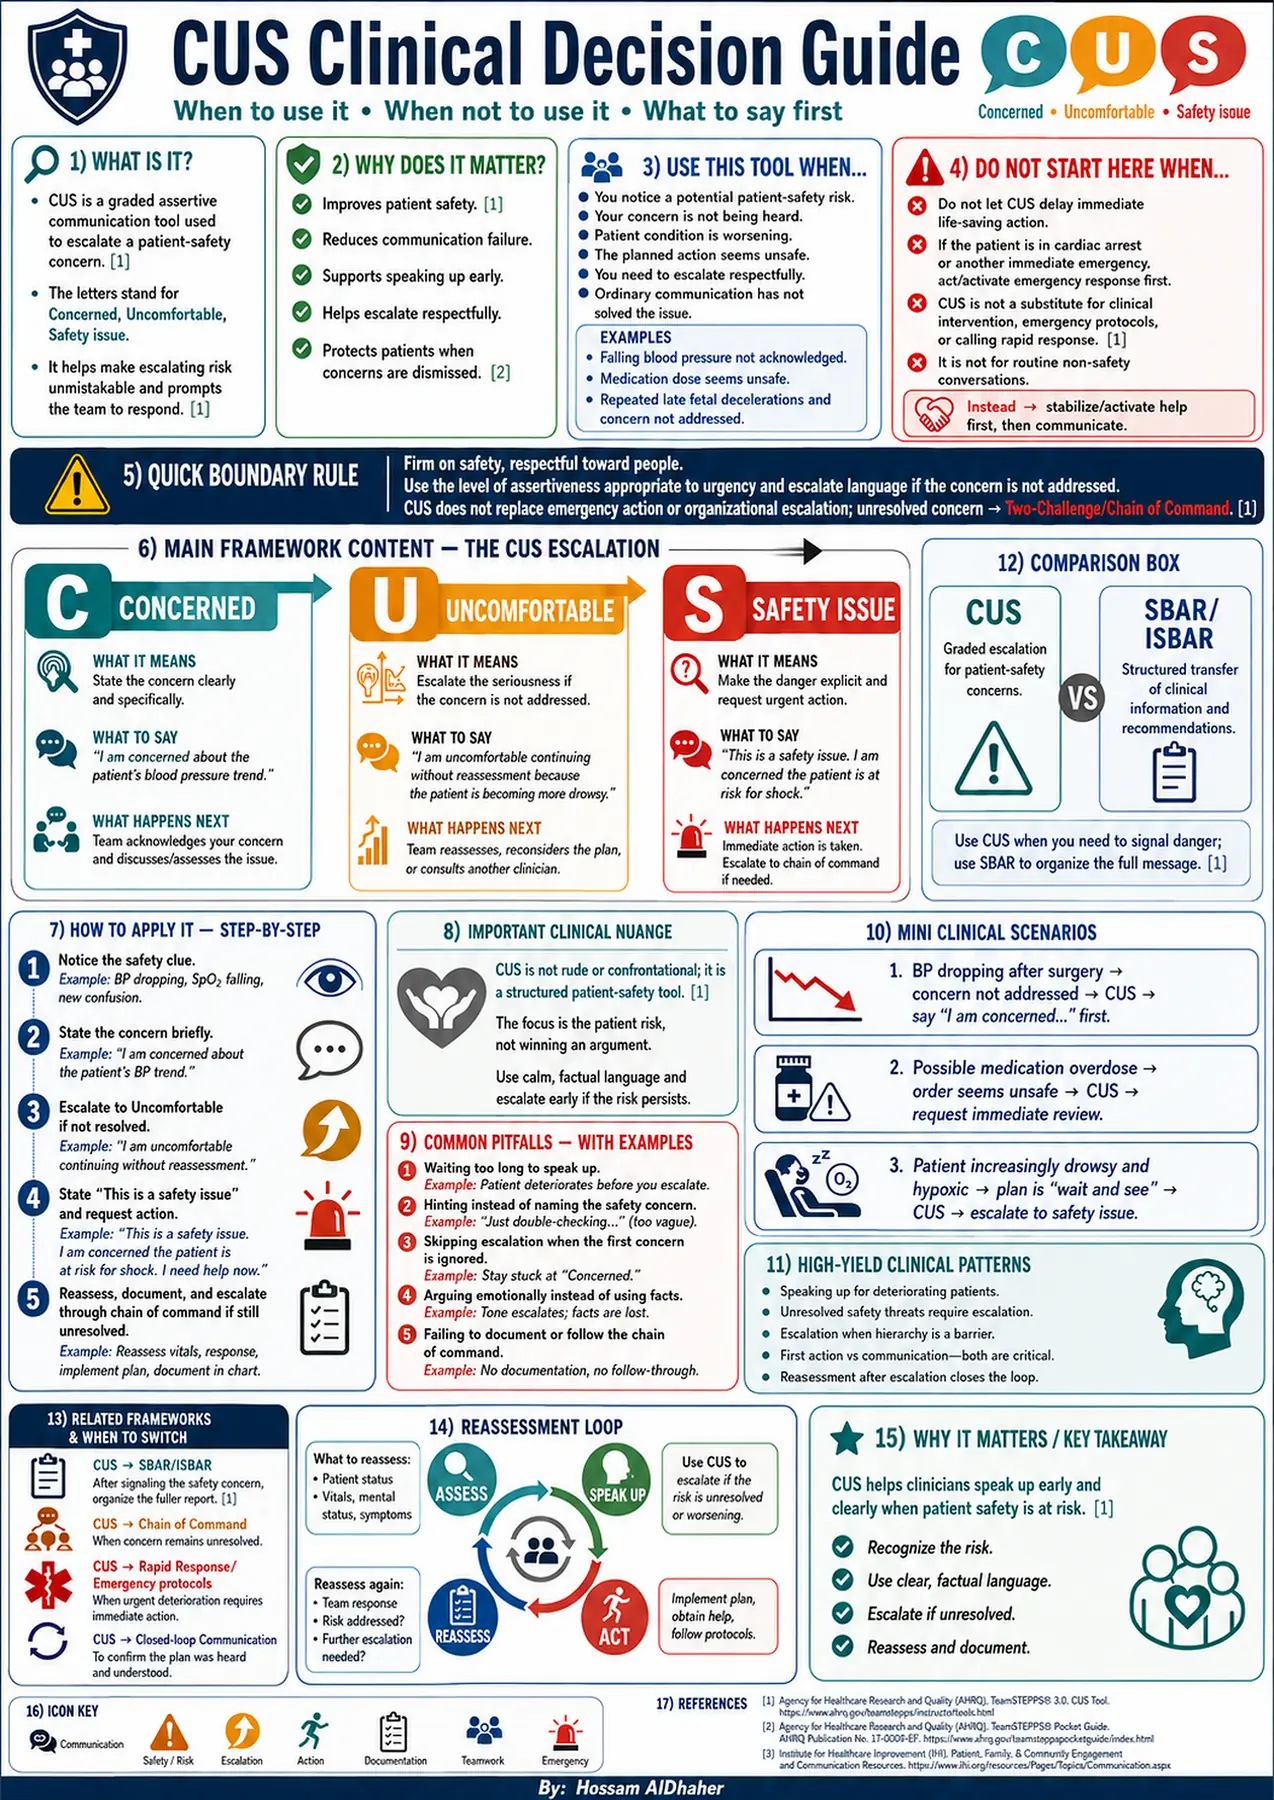 CUS Clinical Decision Guide
When to use it • When not to use it • What to say first
C U S
Concerned • Uncomfortable • Safety issue
1) WHAT IS IT?
• CUS is a graded assertive
communication tool used
to escalate a patient-safety
concern. [1]
• The letters stand for
Concerned, Uncomfortable,
Safety issue.
• It helps make escalating risk
unmistakable and prompts
the team to respond. [1]
2) WHY DOES IT MATTER?
Improves patient safety. [1]
Reduces communication failure.
Supports speaking up early.
Helps escalate respectfully.
Protects patients when
concerns are dismissed. [2]
3) USE THIS TOOL WHEN...
• You notice a potential patient-safety risk.
• Your concern is not being heard.
• Patient condition is worsening.
• The planned action seems unsafe.
• You need to escalate respectfully.
• Ordinary communication has not
solved the issue.
EXAMPLES
• Falling blood pressure not acknowledged.
• Medication dose seems unsafe.
• Repeated late fetal decelerations and
concern not addressed.
4) DO NOT START HERE WHEN...
Do not let CUS delay immediate
life-saving action.
If the patient is in cardiac arrest
or another immediate emergency,
act/activate emergency response first.
CUS is not a substitute for clinical
intervention, emergency protocols,
or calling rapid response. [1]
It is not for routine non-safety
conversations.
Instead → stabilize/activate help
first, then communicate.
5) QUICK BOUNDARY RULE
Firm on safety, respectful toward people.
Use the level of assertiveness appropriate to urgency and escalate language if the concern is not addressed.
CUS does not replace emergency action or organizational escalation; unresolved concern → Two-Challenge/Chain of Command. [1]
6) MAIN FRAMEWORK CONTENT — THE CUS ESCALATION
C CONCERNED
WHAT IT MEANS
State the concern clearly
and specifically.
WHAT TO SAY
“I am concerned about the
patient’s blood pressure trend.”
WHAT HAPPENS NEXT
Team acknowledges your concern
and discusses/assesses the issue.
U UNCOMFORTABLE
WHAT IT MEANS
Escalate the seriousness if
the concern is not addressed.
WHAT TO SAY
“I am uncomfortable continuing
without reassessment because
the patient is becoming more drowsy.”
WHAT HAPPENS NEXT
Team reassesses, reconsiders the plan,
or consults another clinician.
S SAFETY ISSUE
WHAT IT MEANS
Make the danger explicit and
request urgent action.
WHAT TO SAY
“This is a safety issue. I am
concerned the patient is at
risk for shock.”
WHAT HAPPENS NEXT
Immediate action is taken.
Escalate to chain of command
if needed.
12) COMPARISON BOX
CUS
Graded escalation
for patient-safety
concerns.
VS
SBAR/
ISBAR
Structured transfer
of clinical
information and
recommendations.
Use CUS when you need to signal danger;
use SBAR to organize the full message. [1]
7) HOW TO APPLY IT — STEP-BY-STEP
1 Notice the safety clue.
Example: BP dropping, SpO₂ falling,
new confusion.
2 State the concern briefly.
Example: “I am concerned about
the patient’s BP trend.”
3 Escalate to Uncomfortable
if not resolved.
Example: “I am uncomfortable
continuing without reassessment.”
4 State “This is a safety issue”
and request action.
Example: “This is a safety issue.
I am concerned the patient is
at risk for shock. I need help now.”
5 Reassess, document, and escalate
through chain of command if still
unresolved.
Example: Reassess vitals, response,
implement plan, document in chart.
8) IMPORTANT CLINICAL NUANCE
CUS is not rude or confrontational; it is
a structured patient-safety tool. [1]
The focus is the patient risk,
not winning an argument.
Use calm, factual language and
escalate early if the risk persists.
9) COMMON PITFALLS — WITH EXAMPLES
1 Waiting too long to speak up.
Example: Patient deteriorates before you escalate.
2 Hinting instead of naming the safety concern.
Example: “Just double-checking...” (too vague).
3 Skipping escalation when the first concern
is ignored.
Example: Stay stuck at “Concerned.”
4 Arguing emotionally instead of using facts.
Example: Tone escalates; facts are lost.
5 Failing to document or follow the chain
of command.
Example: No documentation, no follow-through.
10) MINI CLINICAL SCENARIOS
1. BP dropping after surgery →
concern not addressed → CUS →
say “I am concerned...” first.
2. Possible medication overdose →
order seems unsafe → CUS →
request immediate review.
zzz
O₂
3. Patient increasingly drowsy and
hypoxic → plan is “wait and see” →
CUS → escalate to safety issue.
11) HIGH-YIELD CLINICAL PATTERNS
• Speaking up for deteriorating patients.
• Unresolved safety threats require escalation.
• Escalation when hierarchy is a barrier.
• First action vs communication—both are critical.
• Reasessment after escalation closes the loop.
13) RELATED FRAMEWORKS
& WHEN TO SWITCH
CUS → SBAR/ISBAR
After signaling the safety concern,
organize the fuller report. [1]
CUS → Chain of Command
When concern remains unresolved.
CUS → Rapid Response/
Emergency protocols
When urgent deterioration requires
immediate action.
CUS → Closed-loop Communication
To confirm the plan was heard
and understood.
14) REASSESSMENT LOOP
What to reassess:
• Patient status
• Vitals, mental
status, symptoms
ASSESS
SPEAK UP
Use CUS to
escalate if the
risk is unresolved
or worsening.
Reassess again:
• Team response
• Risk addressed?
• Further escalation
needed?
REASSESS
ACT
Implement plan,
obtain help,
follow protocols.
15) WHY IT MATTERS / KEY TAKEAWAY
CUS helps clinicians speak up early and
clearly when patient safety is at risk. [1]
Recognize the risk.
Use clear, factual language.
Escalate if unresolved.
Reassess and document.
16) ICON KEY
Communication
Safety / Risk
Escalation
Action
Documentation
Teamwork
Emergency
17) REFERENCES
[1] Agency for Healthcare Research and Quality (AHRQ). TeamSTEPPS® 3.0. CUS Tool.
[2] Agency for Healthcare Research and Quality (AHRQ). TeamSTEPPS® Pocket Guide.
AHRQ Publication No.
[3] Institute for Healthcare Improvement (IHI). Patient, Family, & Community Engagement
and Communication Resources. https://www.ihi.org/resources/Pages/Topics/Communication.aspx
By: Hossam AlDhaher